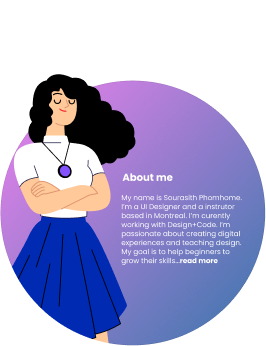 About me
My name is Sourasith Phomhome.
I'm a UI Designer and a instrutor
based in Montreal. I'm curently
working with Design+Code. I'm
passionate about creating digital
experiences and teaching design.
My goal is to help beginners to
grow their skills...read more